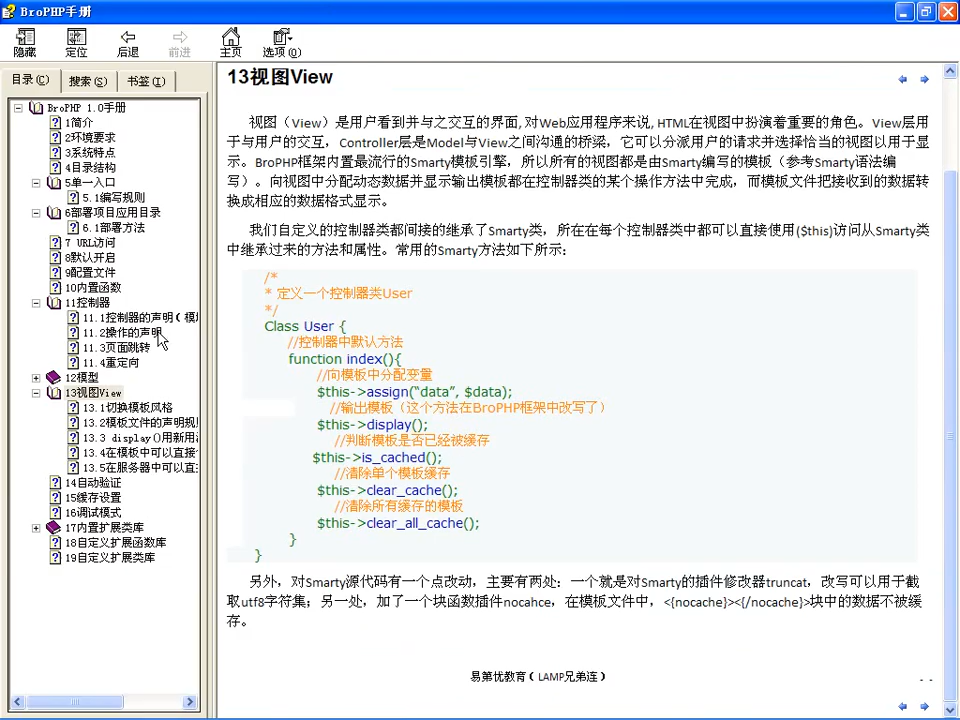 BroPHP手册
隐藏
定位
后退
前进
主页
选项(O)
目录(C)
搜索(S)
书签(I)
BroPHP 1.0手册
1简介
2环境要求
3系统特点
4目录结构
5单一入口
5.1编写规则
6部署项目应用目录
6.1部署方法
7 URL访问
8默认开启
9配置文件
10内置函数
11控制器
11.1控制器的声明(模
11.2操作的声明
11.3页面跳转
11.4重定向
12模型
13视图View
13.1切换模板风格
13.2模板文件的声明规
13.3 display()用新用
13.4在模板中可以直接
13.5在服务器中可以直
14自动验证
15缓存设置
16调试模式
17内置扩展类库
18自定义扩展函数库
19自定义扩展类库
13视图View
视图（View）是用户看到并与之交互的界面,对Web应用程序来说,HTML在视图中扮演着重要的角色。View层用
于与用户的交互，Controller层是Model与View之间沟通的桥梁，它可以分派用户的请求并选择恰当的视图以用于显
示。BroPHP框架内置最流行的Smarty模板引擎，所以所有的视图都是由Smarty编写的模板（参考Smarty语法编
写）。向视图中分配动态数据并显示输出模板都在控制器类的某个操作方法中完成，而模板文件把接收到的数据转
换成相应的数据格式显示。
我们自定义的控制器类都间接的继承了Smarty类，所在在每个控制器类中都可以直接使用($this)访问从Smarty类
中继承过来的方法和属性。常用的Smarty方法如下所示：
/*
* 定义一个控制器类User
*/
Class User {
//控制器中默认方法
function index(){
//向模板中分配变量
$this->assign(“data”, $data);
//输出模板（这个方法在BroPHP框架中改写了）
$this->display();
//判断模板是否已经被缓存
$this->is_cached();
//清除单个模板缓存
$this->clear_cache();
//清除所有缓存的模板
$this->clear_all_cache();
}
}
另外，对Smarty源代码有一个点改动，主要有两处：一个就是对Smarty的插件修改器truncat，改写可以用于截
取utf8字符集；另一处，加了一个块函数插件nocahce，在模板文件中，<{nocache}><{/nocache}>块中的数据不被缓
存。
易第优教育（LAMP兄弟连）
- -